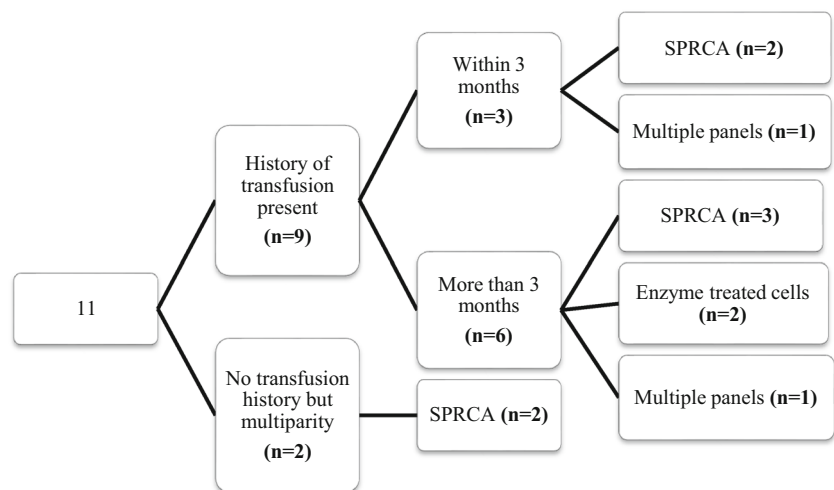 11
History of
transfusion
present
(n=9)
No transfusion
history but
multiparity
(n=2)
Within 3
months
(n=3)
More than 3
months
(n=6)
SPRCA (n=2)
SPRCA (n=2)
Multiple panels (n=1)
SPRCA (n=3)
Enzyme treated cells
(n=2)
Multiple panels (n=1)